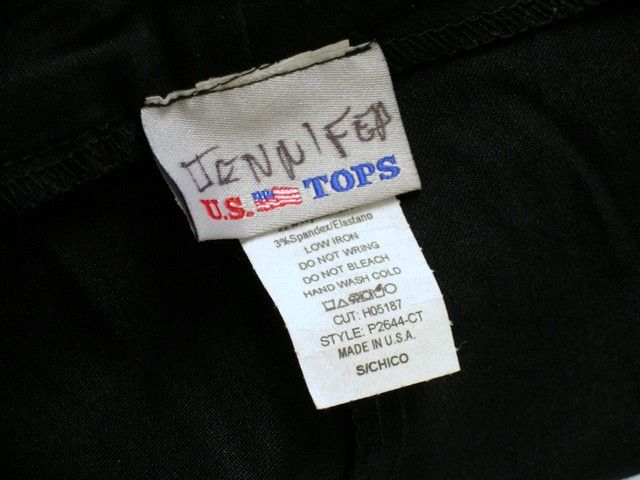 JENNIFER
U.S. TOPS
3%Spandex/Elastano
LOW IRON
DO NOT WRING
DO NOT BLEACH
HAND WASH COLD
CUT: H05187
STYLE: P2644-CT
MADE IN U.S.A.
S/CHICO